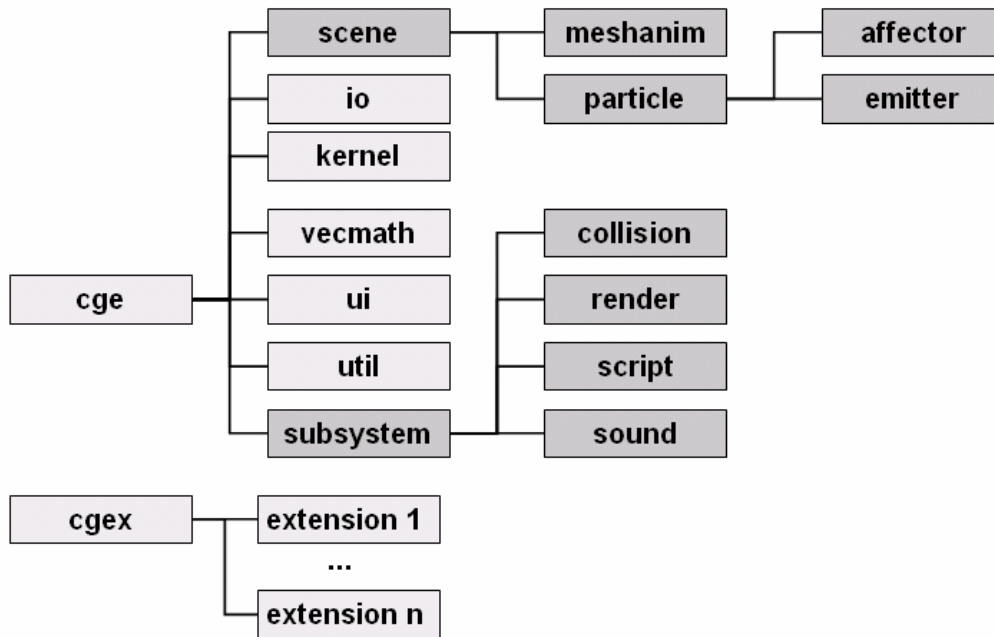 scene
meshanim
affector
io
particle
emitter
kernel
vecmath
collision
cge
ui
render
util
script
subsystem
sound
cgex
extension 1
...
extension n